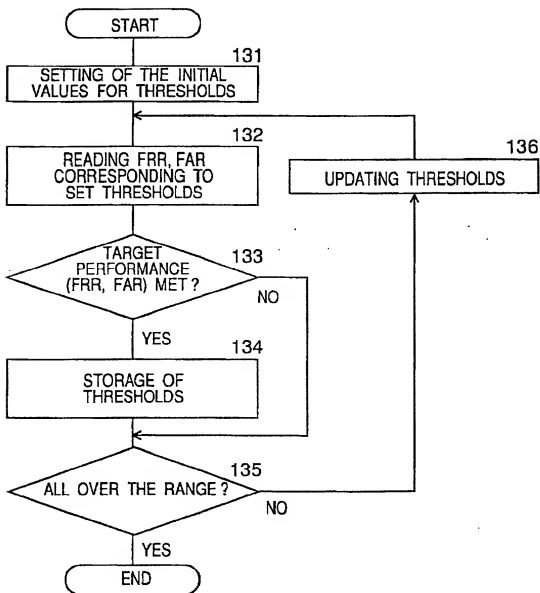 START
131
SETTING OF THE INITIAL
VALUES FOR THRESHOLDS
132
READING FRR, FAR
CORRESPONDING TO
SET THRESHOLDS
136
UPDATING THRESHOLDS
133
TARGET
PERFORMANCE
(FRR, FAR) MET?
NO
YES
134
STORAGE OF
THRESHOLDS
135
ALL OVER THE RANGE?
NO
YES
END